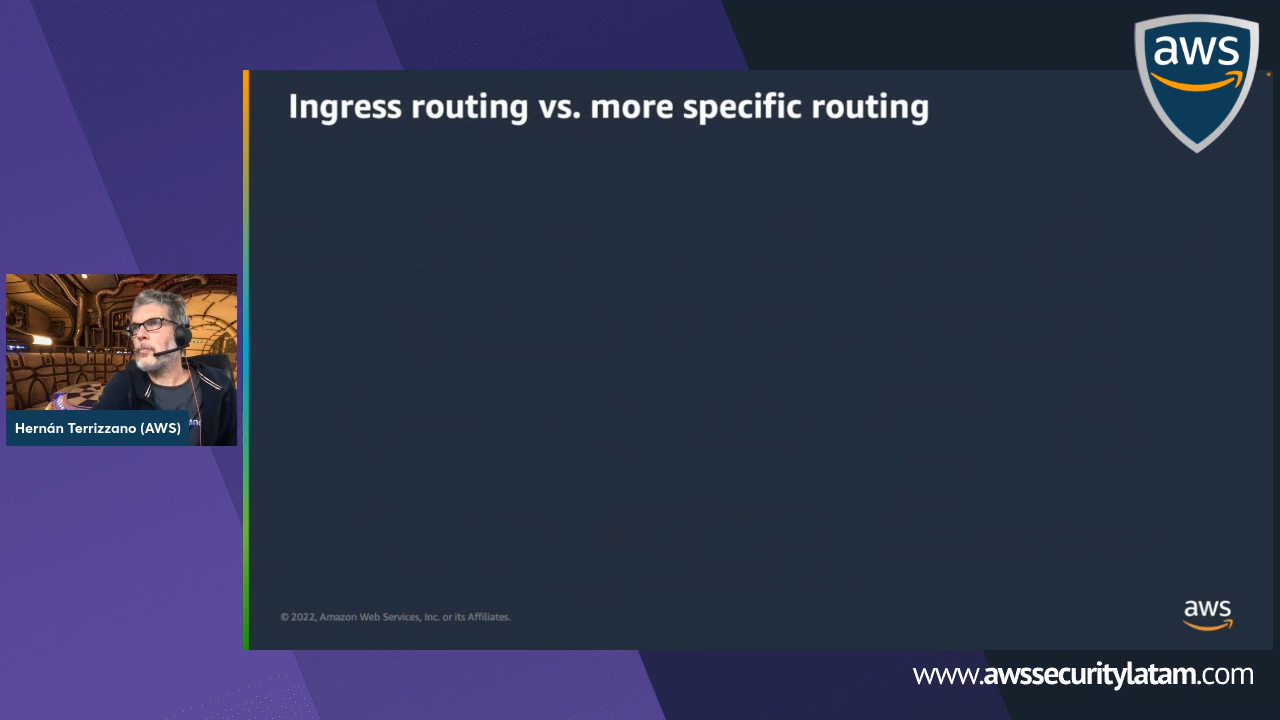 aws
Ingress routing vs. more specific routing
Hernán Terrizzano (AWS)
© 2022, Amazon Web Services, Inc. or its Affiliates.
aws
www.awssecuritylatam.com